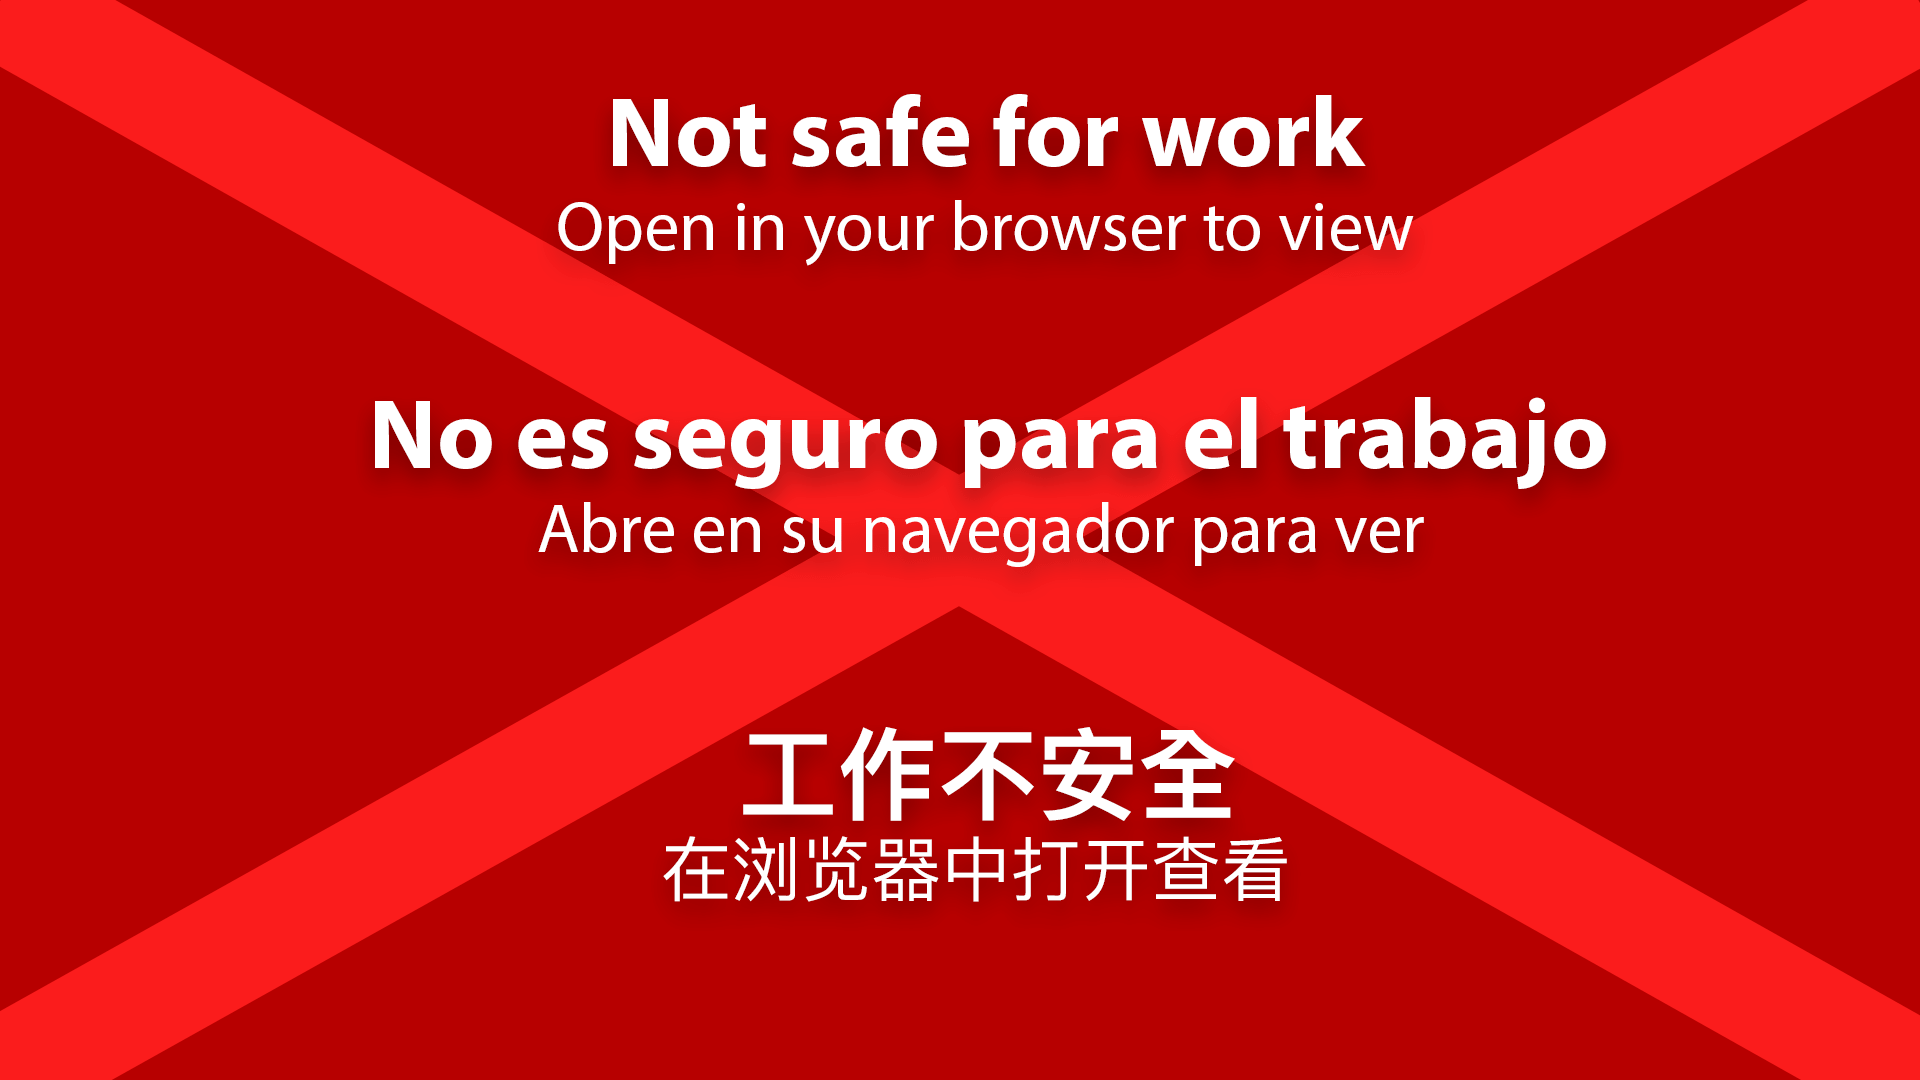 Not safe for work
Open in your browser to view
No es seguro para el trabajo
Abre en su navegador para ver
工作不安全
在浏览器中打开查看